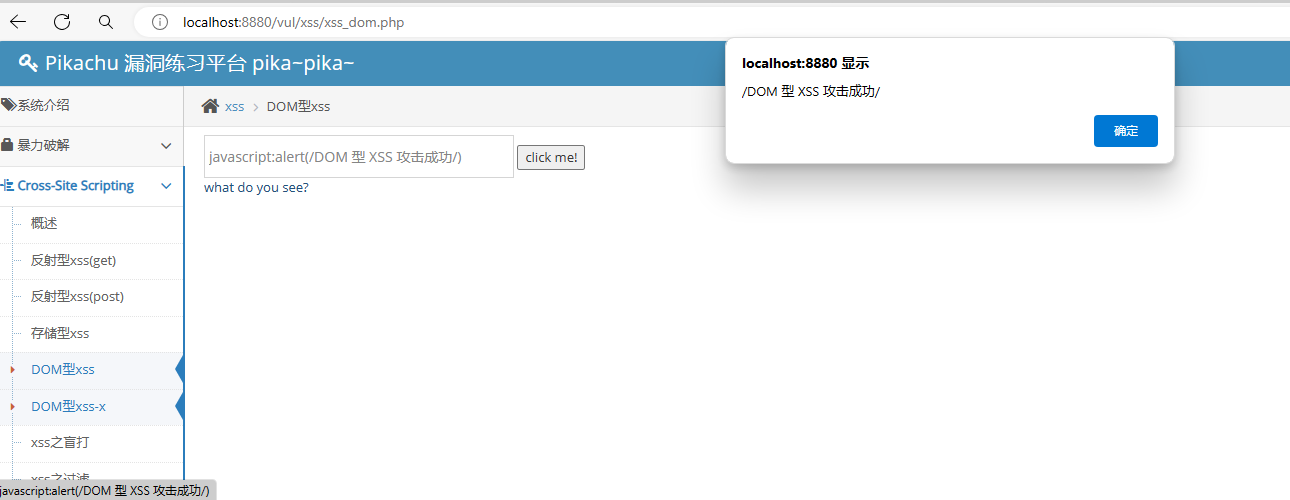 localhost:8880/vul/xss/xss_dom.php
Pikachu 漏洞练习平台 pika~pika~
localhost:8880 显示
/DOM 型 XSS 攻击成功/
确定
系统介绍
暴力破解
Cross-Site Scripting
概述
反射型xss(get)
反射型xss(post)
存储型xss
DOM型xss
DOM型xss-x
xss之盲打
xss之过滤
xss DOM型xss
javascript:alert(/DOM 型 XSS 攻击成功/) click me!
what do you see?
javascript:alert(/DOM 型 XSS 攻击成功/)